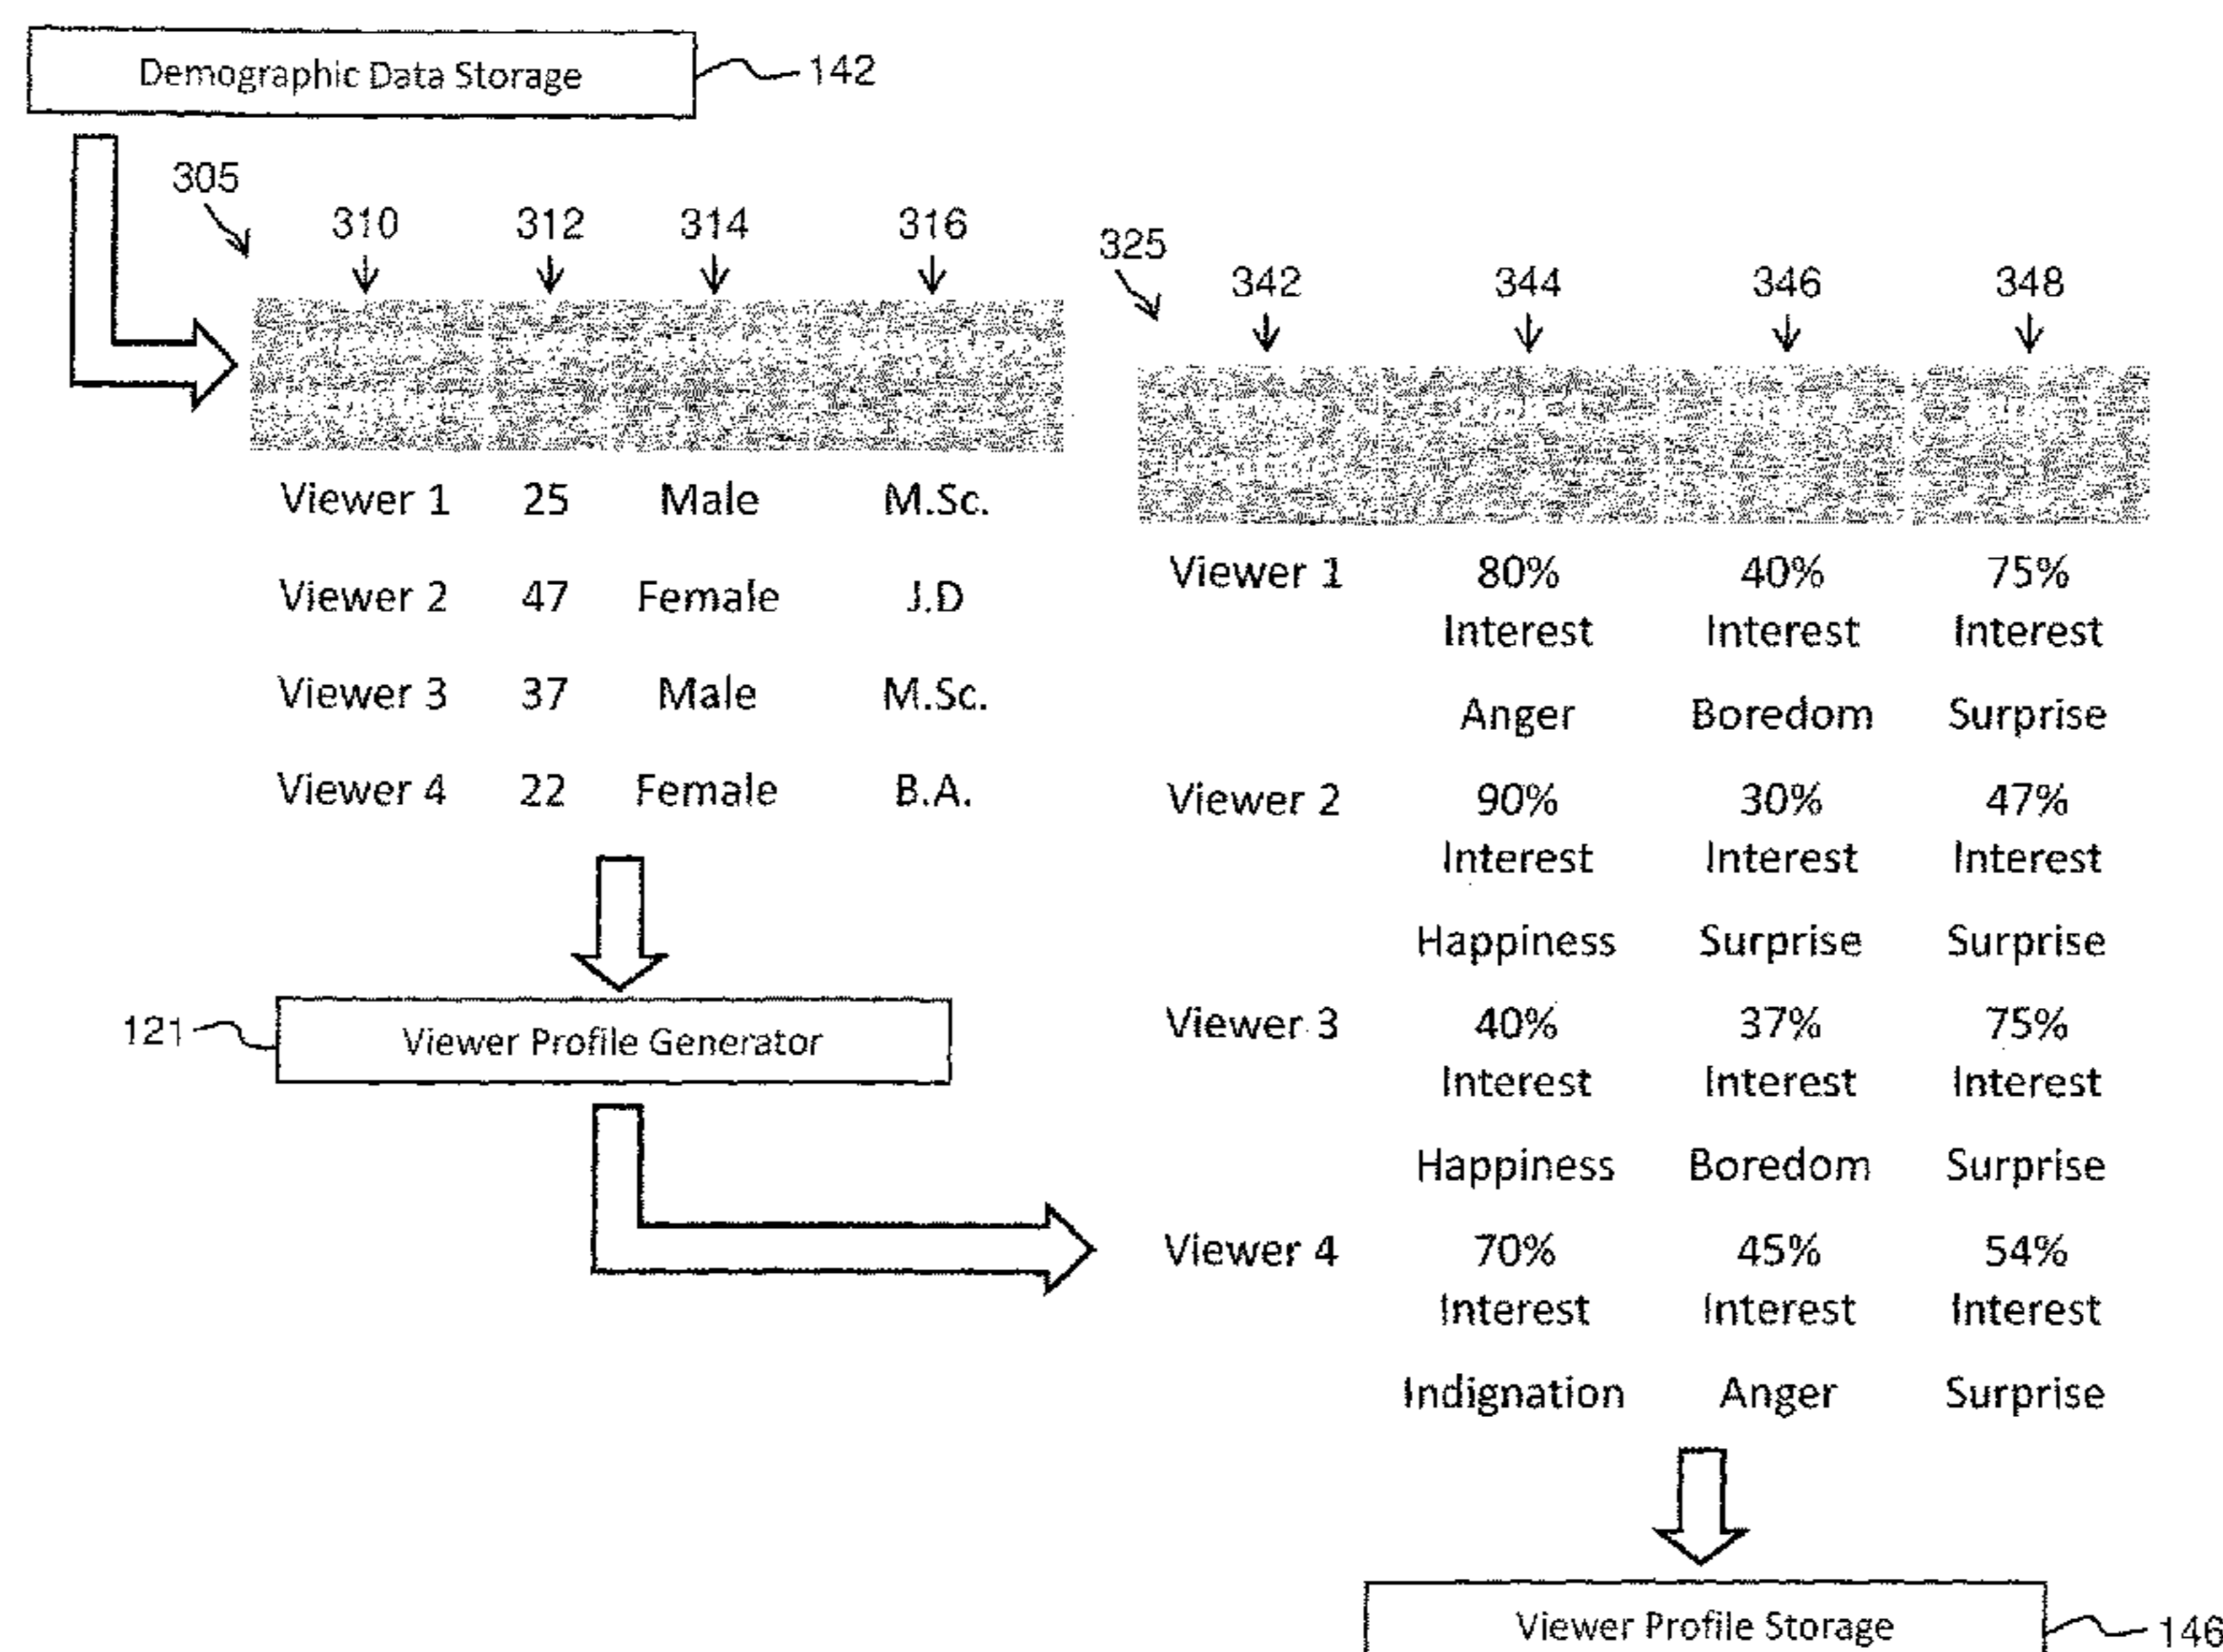 Demographic Data Storage
142
305
310 312 314 316
Viewer 1 25 Male M.Sc.
Viewer 2 47 Female J.D
Viewer 3 37 Male M.Sc.
Viewer 4 22 Female B.A.
121
Viewer Profile Generator
325
342 344 346 348
Viewer 1 80% 40% 75%
Interest Interest Interest
Anger Boredom Surprise
Viewer 2 90% 30% 47%
Interest Interest Interest
Happiness Surprise Surprise
Viewer 3 40% 37% 75%
Interest Interest Interest
Happiness Boredom Surprise
Viewer 4 70% 45% 54%
Interest Interest Interest
Indignation Anger Surprise
Viewer Profile Storage
146